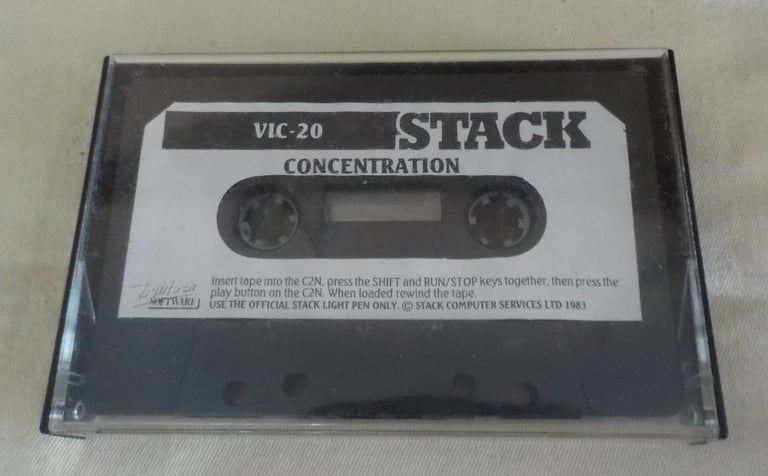 VIC-20 STACK
CONCENTRATION
Insert tape into the C2N, press the SHIFT and RUN/STOP keys together, then press the
play button on the C2N. When loaded rewind the tape.
USE THE OFFICIAL STACK LIGHT PEN ONLY. © STACK COMPUTER SERVICES LTD 1983
Lightpen
SOFTWARE